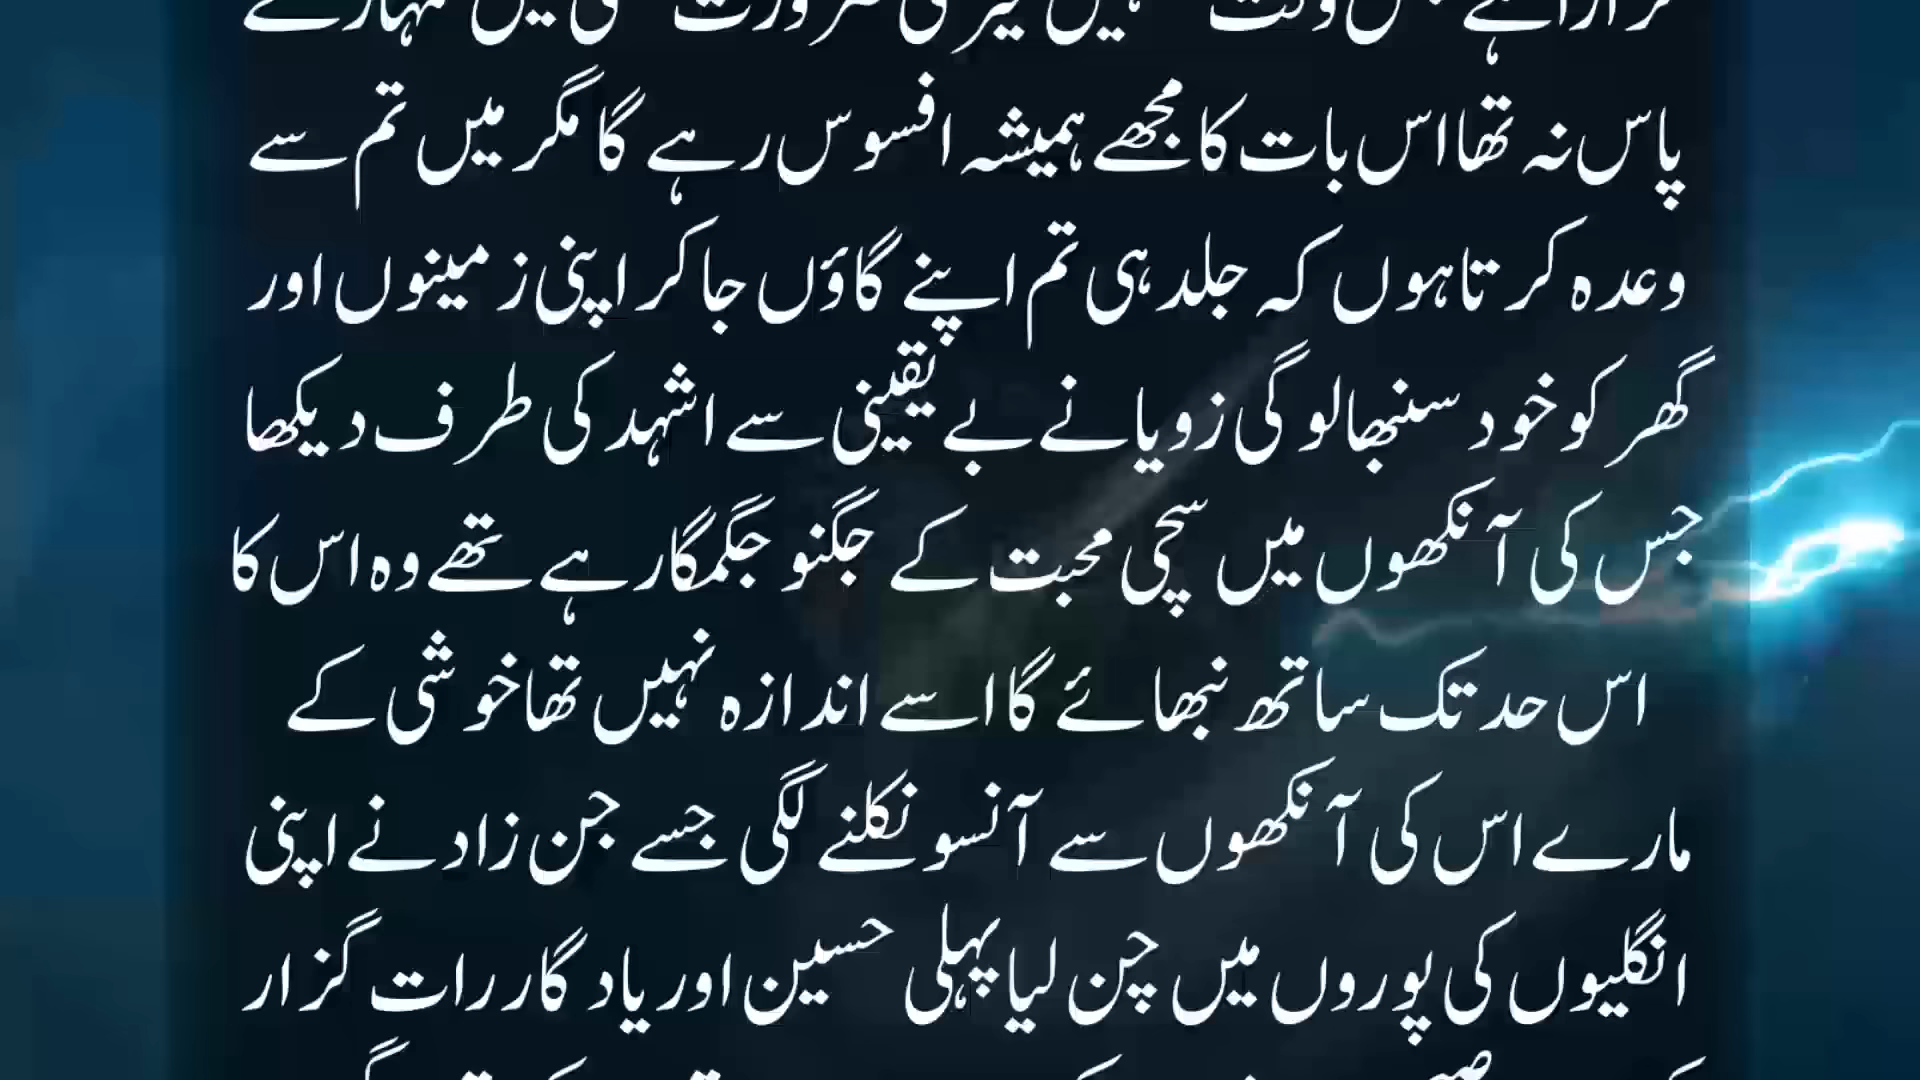 پاس نہ تھا اس بات کا مجھے ہمیشہ افسوس رہے گا مگر میں تم سے
وعدہ کرتا ہوں کہ جلد ہی تم اپنے گاؤں جا کر اپنی زمینوں اور
گھر کو خود سنبھالو گی زویا نے بے یقینی سے اشہد کی طرف دیکھا
جس کی آنکھوں میں سچی محبت کے جگنو جگمگا رہے تھے وہ اس کا
اس حد تک ساتھ نبھائے گا اسے اندازہ نہیں تھا خوشی کے
مارے اس کی آنکھوں سے آنسو نکلنے لگی جسے جن زاد نے اپنی
انگلیوں کی پوروں میں چن لیا پہلی حسین اور یادگار رات گزار